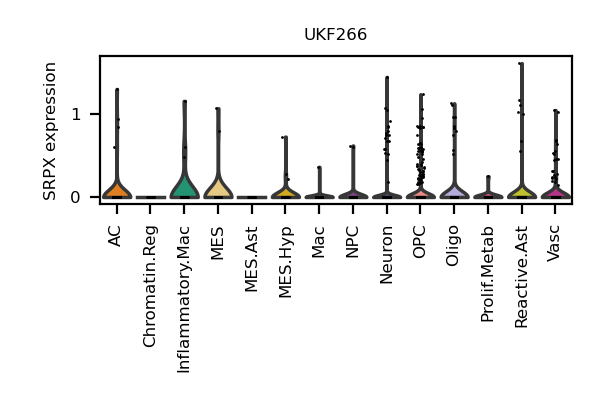 UKF266
SRPX expression
1
0
AC
Chromatin.Reg
Inflammatory.Mac
MES
MES.Ast
MES.Hyp
Mac
NPC
Neuron
OPC
Oligo
Prolif.Metab
Reactive.Ast
Vasc